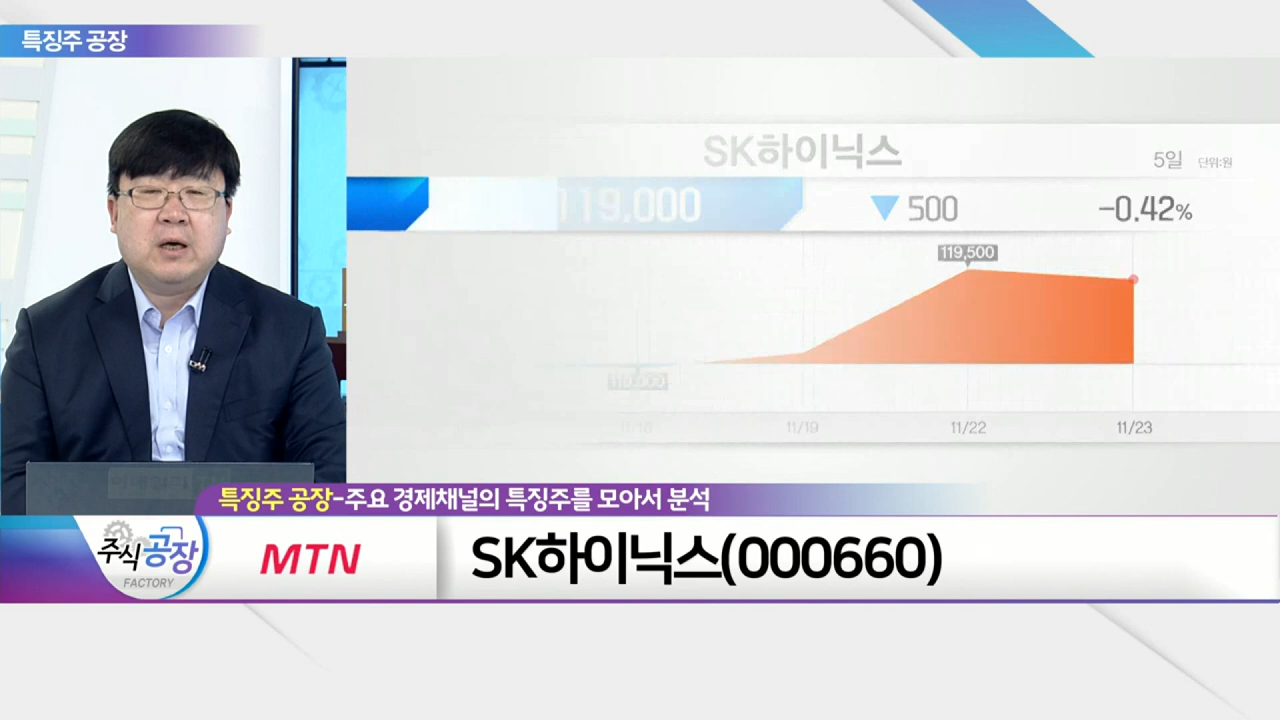 특징주 공장
SK하이닉스
5일 단위:원
119,000 ▼ 500 -0.42%
119,500
110,000
11/19 11/22 11/23
특징주 공장-주요 경제채널의 특징주를 모아서 분석
주식공장
FACTORY
MTN
SK하이닉스(000660)